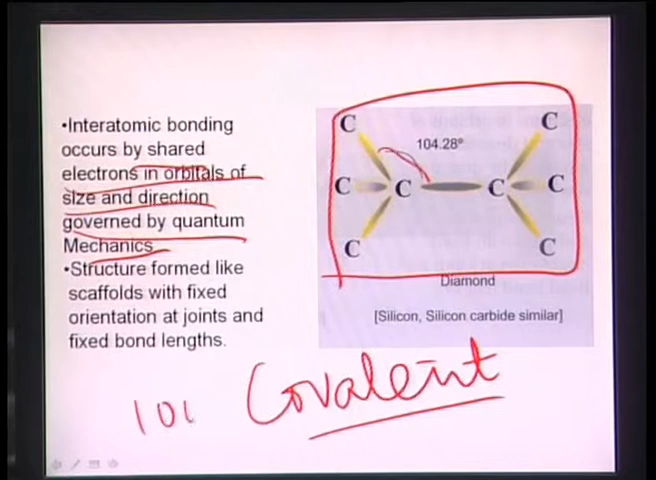 •Interatomic bonding
occurs by shared
electrons in orbitals of
size and direction
governed by quantum
Mechanics
•Structure formed like
scaffolds with fixed
orientation at joints and
fixed bond lengths.
C C
104.28º
C C C C
C C
Diamond
[Silicon, Silicon carbide similar]
Covalent